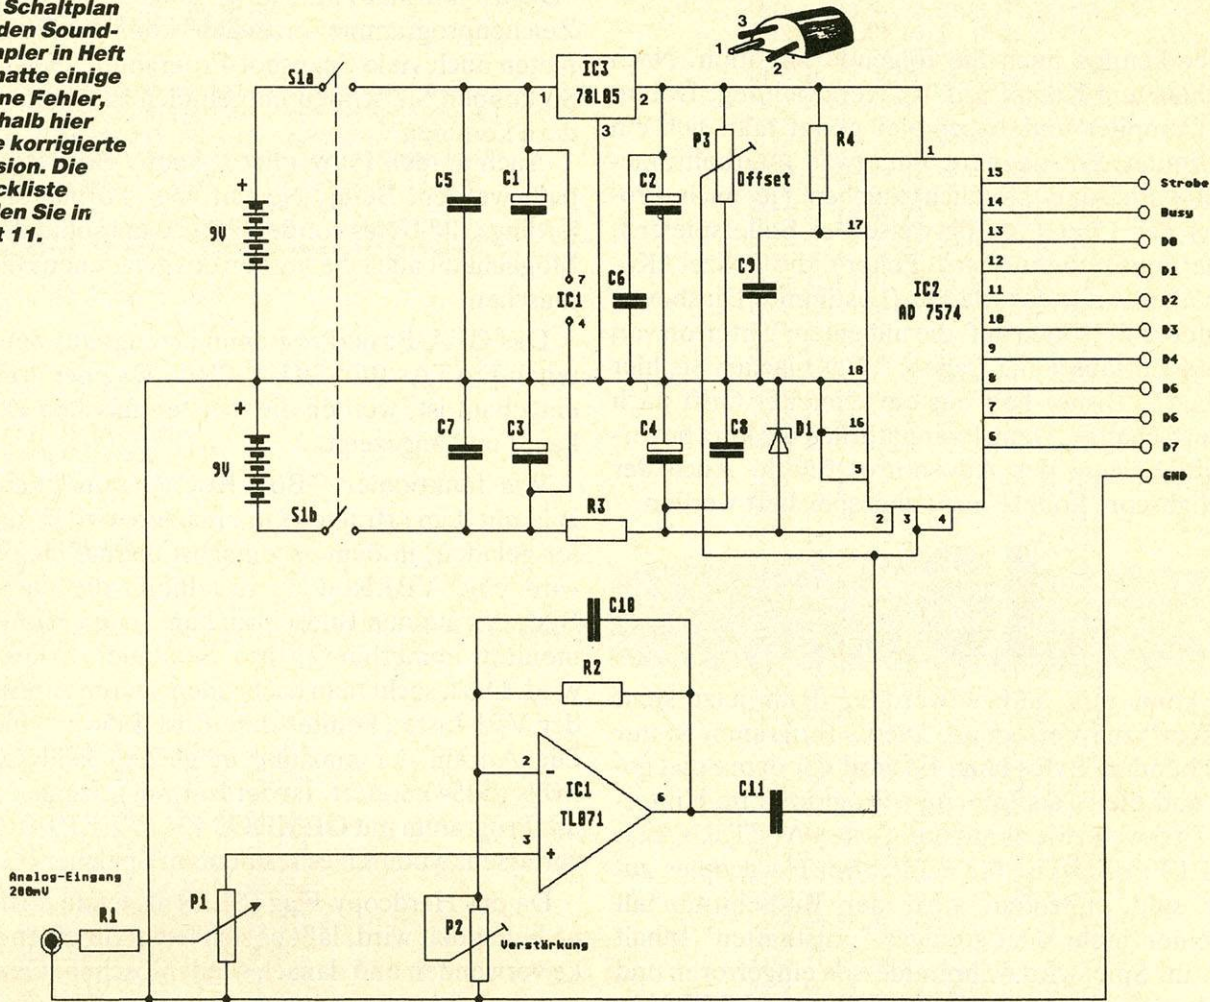 Schaltplan
den Sound-
mpler in Heft
hatte einige
ne Fehler,
halb hier
e korrigierte
sion. Die
ckliste
den Sie in
t 11.
3
1
2
S1a
IC3
78L05
1
2
3
P3
Offset
R4
1
C5
C1
C2
+
9V
7
IC1
4
C6
C9
17
IC2
AD 7574
15
Strobe
14
Busy
13
D0
12
D1
11
D2
10
D3
9
D4
8
D6
7
D6
6
D7
GND
18
16
5
2
3
4
+
9V
C7
C3
C4
C8
D1
S1b
R3
C10
R2
2
-
IC1
TL071
6
3
+
C11
Analog-Eingang
200mV
R1
P1
P2
Verstärkung